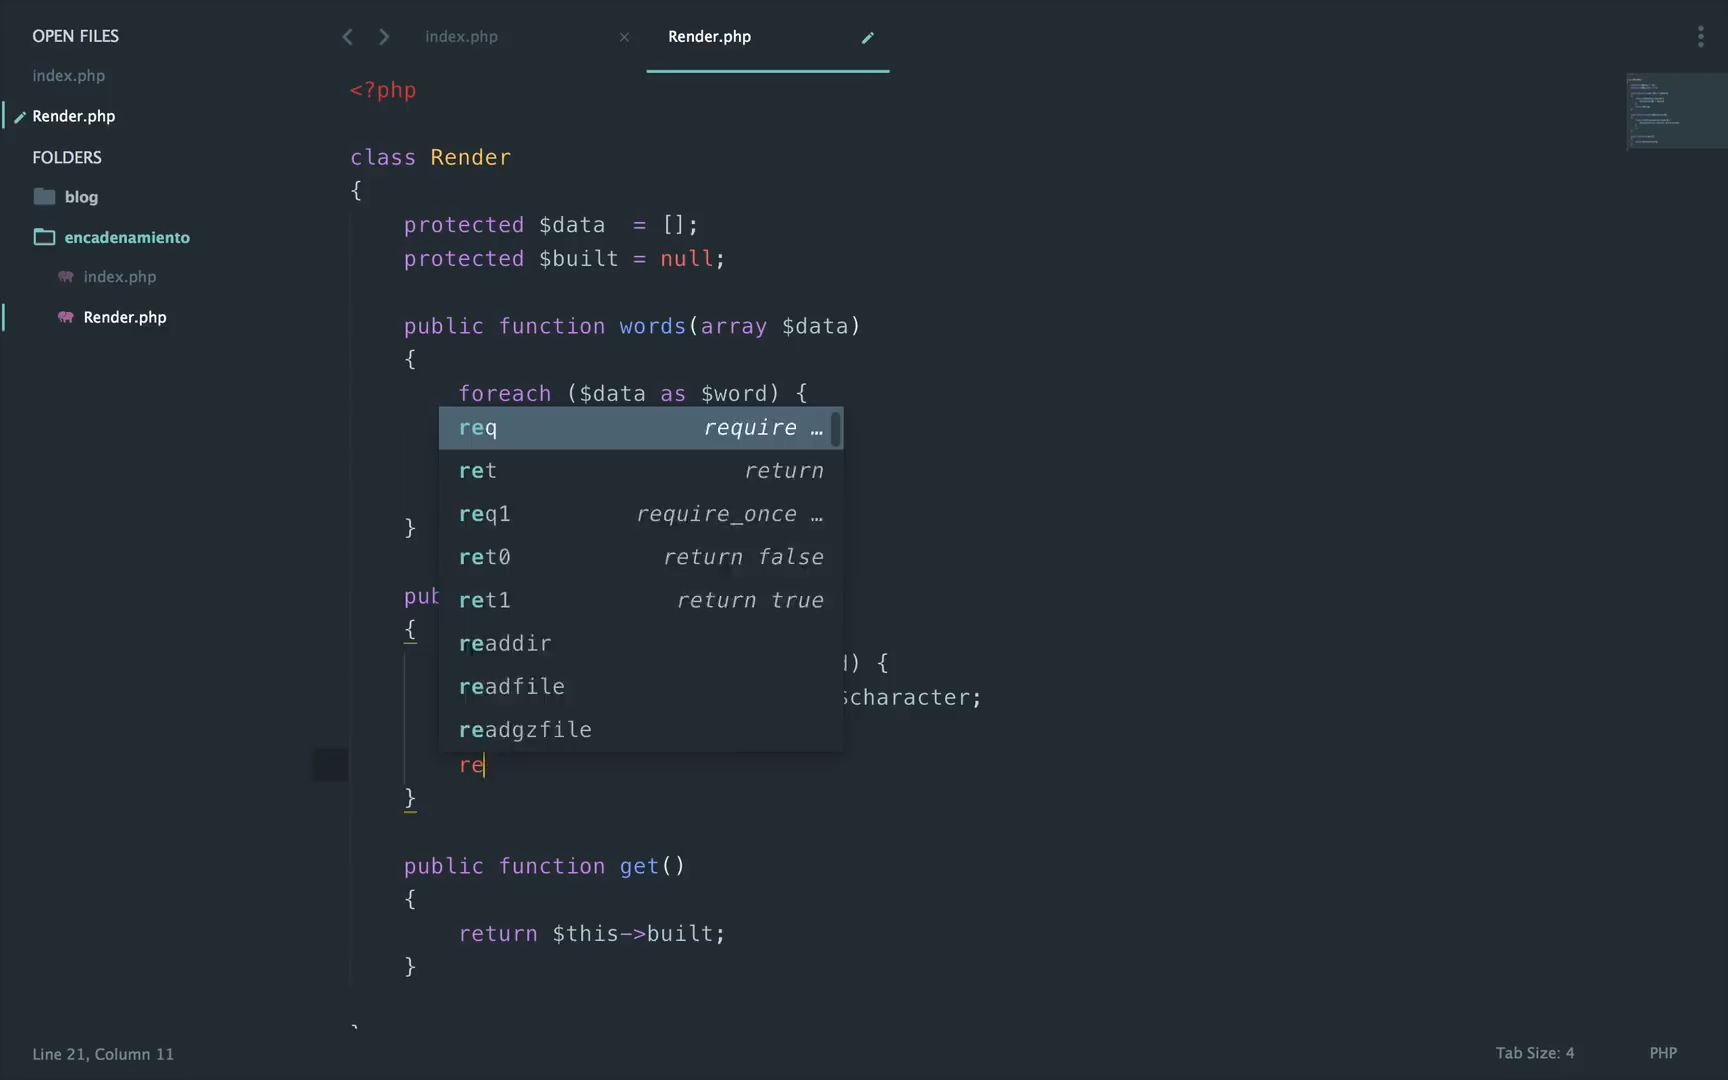 OPEN FILES
index.php
Render.php
FOLDERS
blog
encadenamiento
index.php
Render.php
index.php ×
Render.php
<?php
class Render
{
protected $data  = [];
protected $built = null;
public function words(array $data)
{
foreach ($data as $word) {
req require …
ret return
req1 require_once …
ret0 return false
ret1 return true
readdir
readfile
readgzfile
}
pub
{
) {
$character;
re
}
public function get()
{
return $this->built;
}
Line 21, Column 11
Tab Size: 4
PHP